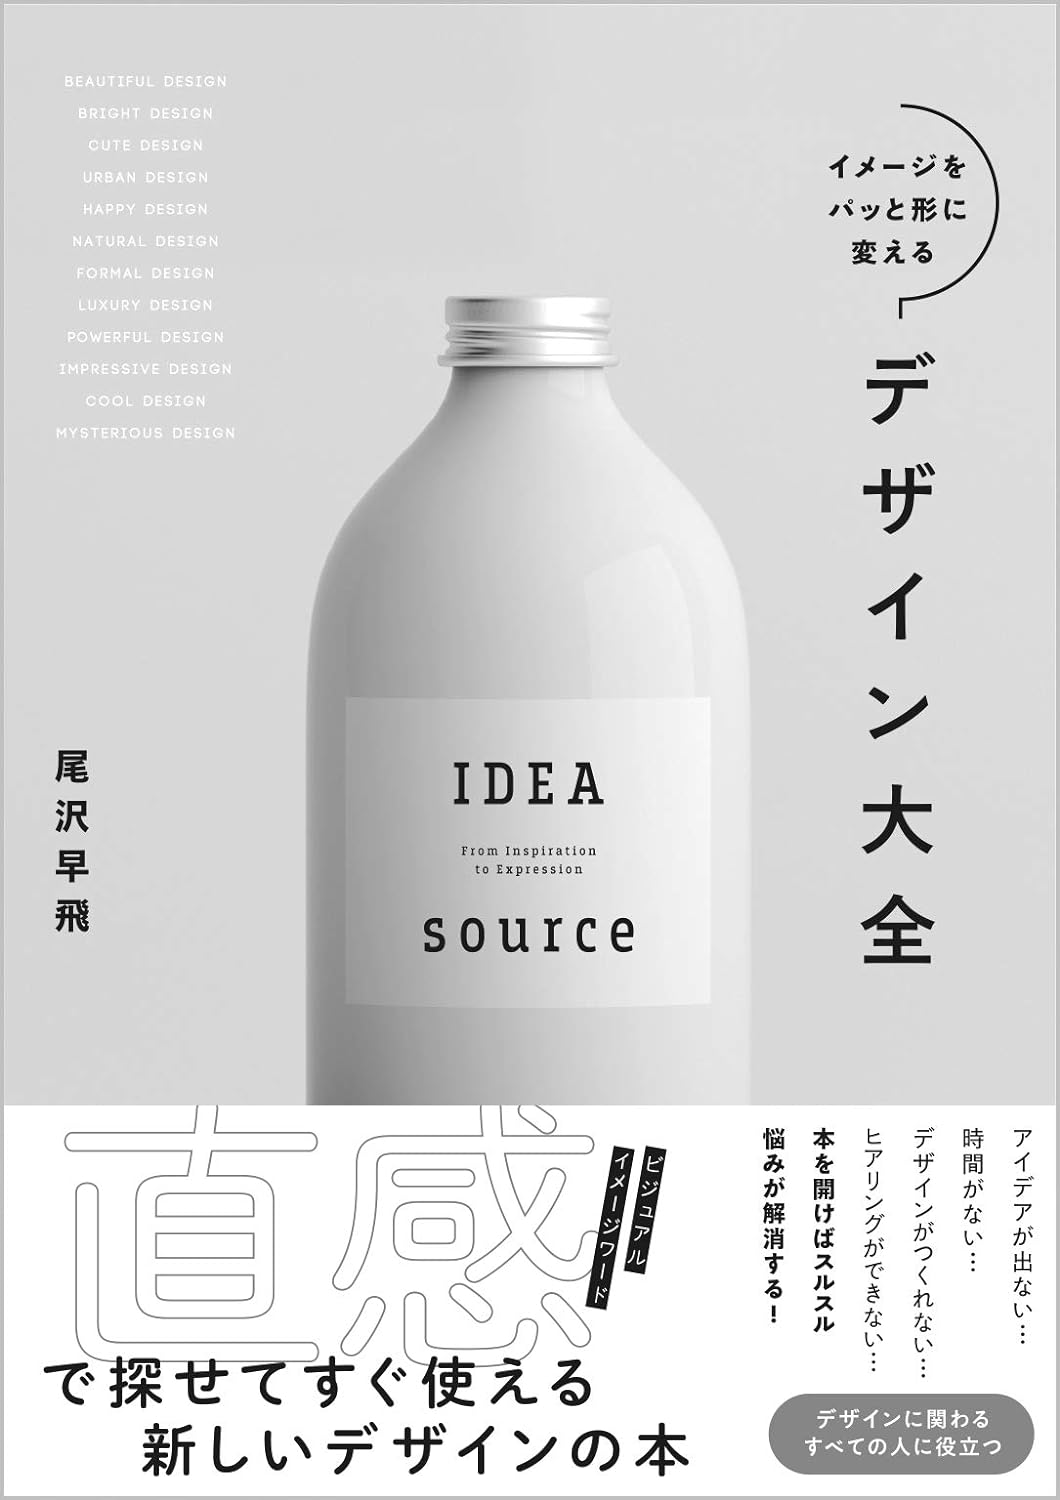 BEAUTIFUL DESIGN
BRIGHT DESIGN
CUTE DESIGN
URBAN DESIGN
HAPPY DESIGN
NATURAL DESIGN
FORMAL DESIGN
LUXURY DESIGN
POWERFUL DESIGN
IMPRESSIVE DESIGN
COOL DESIGN
MYSTERIOUS DESIGN
イメージを
パッと形に
変える
デザイン大全
尾沢早飛
IDEA
From Inspiration
to Expression
source
直感
ビジュアル
イメージワード
で探せてすぐ使える
新しいデザインの本
アイデアが出ない…
時間がない…
デザインがつくれない…
ヒアリングができない…
本を開けばスルスル
悩みが解消する！
デザインに関わる
すべての人に役立つ